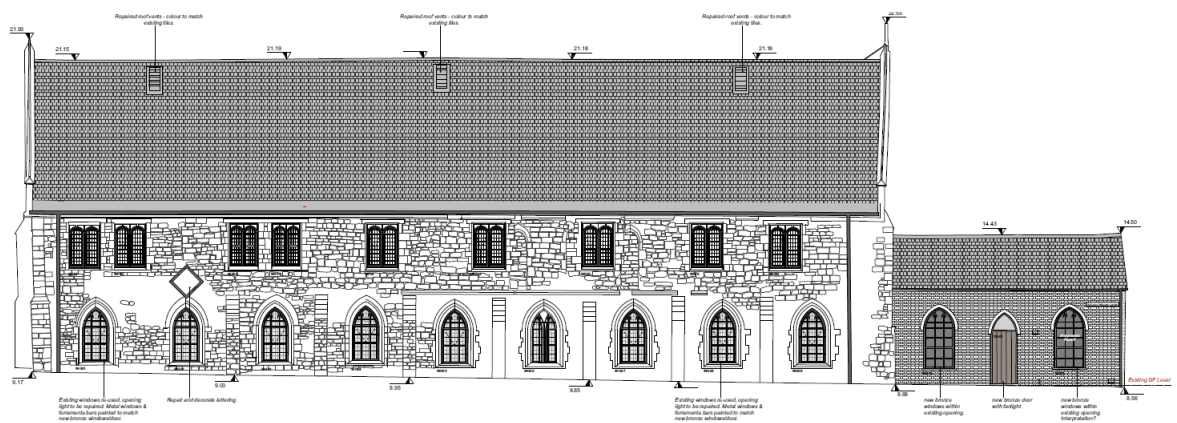 Repaired roof vents - colour to match
existing tiles.
Repaired roof vents - colour to match
existing tiles.
Repaired roof vents - colour to match
existing tiles.
21.93
21.15
21.19
21.18
21.16
14.43
14.50
9.17
9.03
8.95
8.85
8.56
Existing GF Level
Existing windows re-used, opening
light to be repaired. Metal windows &
ferramenta bars painted to match
new bronze windows/door.
Repair and decorate lettering.
Existing windows re-used, opening
light to be repaired. Metal windows &
ferramenta bars painted to match
new bronze windows/door.
new bronze
windows within
existing opening.
new bronze door
with fanlight.
new bronze
windows within
existing opening.
Interpretation?